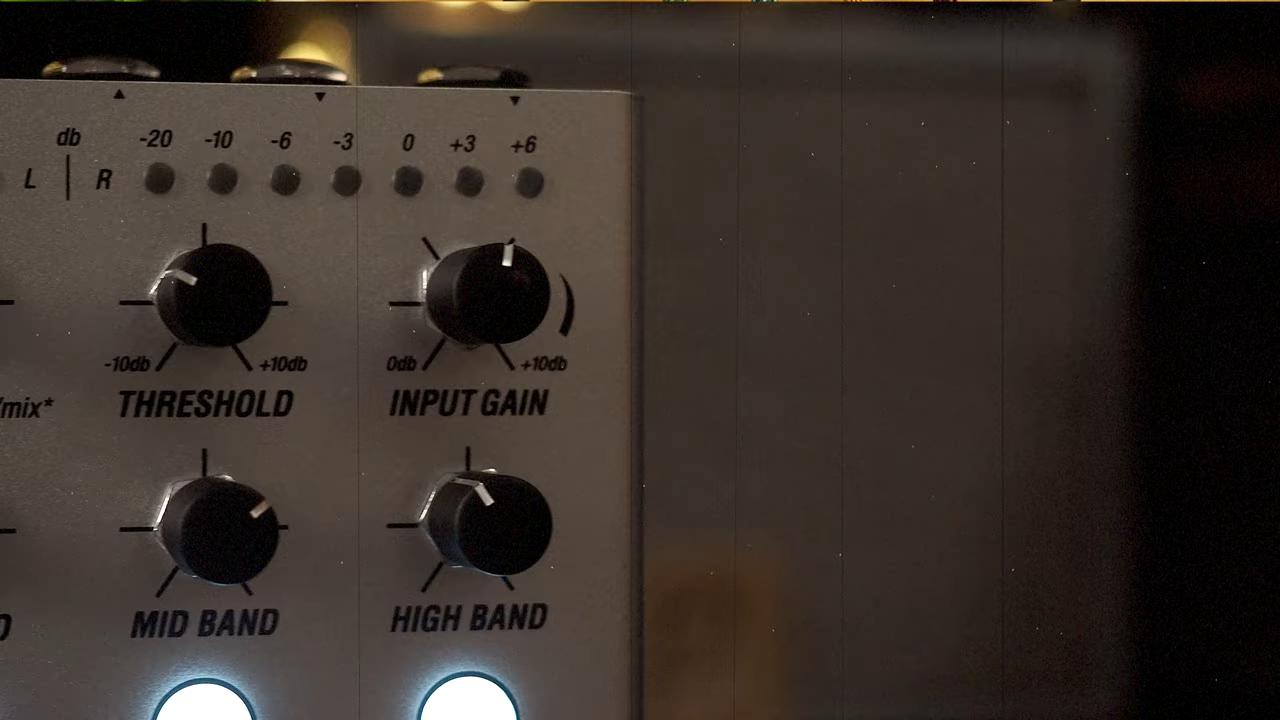 db -20 -10 -6 -3 0 +3 +6
L R
-10db +10db 0db +10db
/mix* THRESHOLD INPUT GAIN
MID BAND HIGH BAND